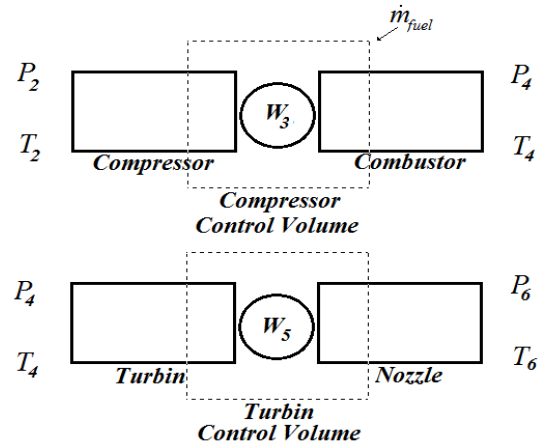 ṁ_fuel
P₂ P₄
W₃
T₂ T₄
Compressor Combustor
Compressor
Control Volume
P₄ P₆
W₅
T₄ T₆
Turbin Nozzle
Turbin
Control Volume